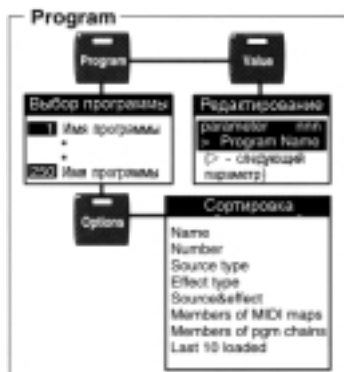 Program
Program
Value
Выбор программы
1 Имя программы
250 Имя программы
Редактирование
parameter nnn
> Program Name
(> - следующий
параметр)
Options
Сортировка
Name
Number
Source type
Effect type
Source&effect
Members of MIDI maps
Members of pgm chains
Last 10 loaded